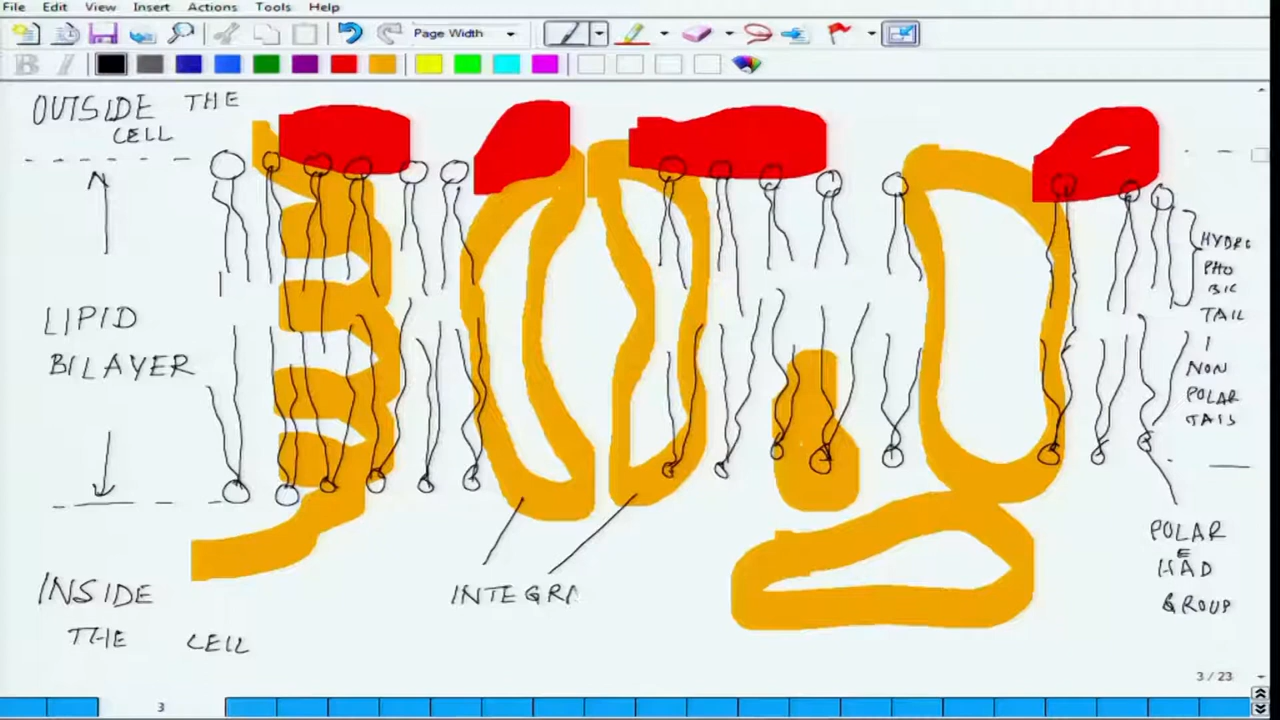 File Edit View Insert Actions Tools Help
Page Width
OUTSIDE THE
CELL
LIPID
BILAYER
INSIDE
THE CELL
INTEGRA
HYDRO
PHO
BIC
TAIL
NON
POLAR
TAILS
POLAR
HEAD
GROUP
3 / 23
3